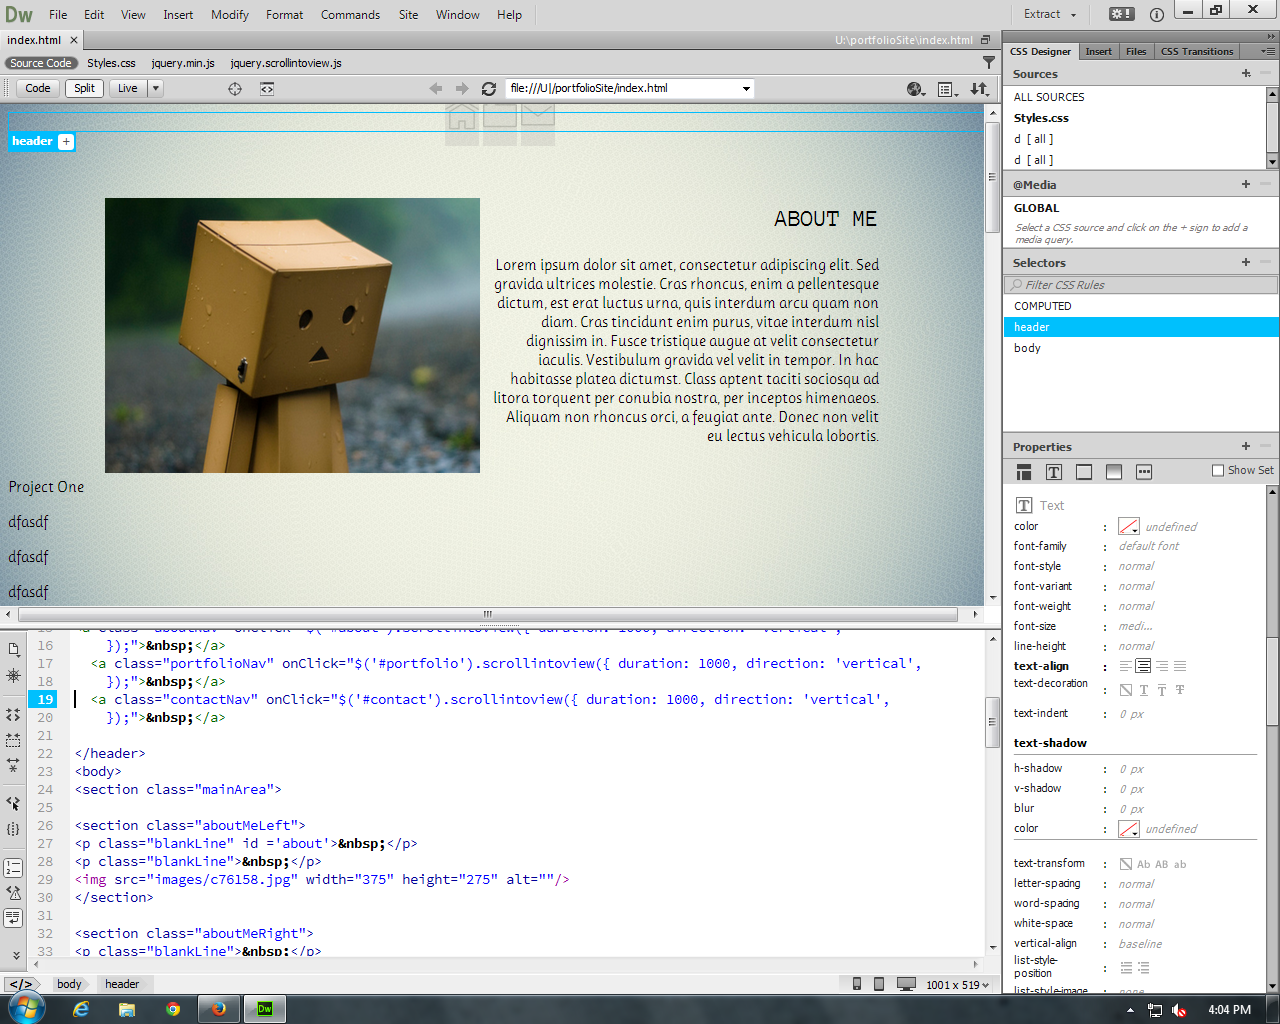 Dw File Edit View Insert Modify Format Commands Site Window Help Extract
index.html × U:\portfolioSite\index.html
Source Code Styles.css jquery.min.js jquery.scrollintoview.js
Code Split Live file:///U|/portfolioSite/index.html
header +
ABOUT ME
Lorem ipsum dolor sit amet, consectetur adipiscing elit. Sed
gravida ultrices molestie. Cras rhoncus, enim a pellentesque
dictum, est erat luctus urna, quis interdum arcu quam non
diam. Cras tincidunt enim purus, vitae interdum nisl
dignissim in. Fusce tristique augue at velit consectetur
iaculis. Vestibulum gravida vel velit in tempor. In hac
habitasse platea dictumst. Class aptent taciti sociosqu ad
litora torquent per conubia nostra, per inceptos himenaeos.
Aliquam non rhoncus orci, a feugiat ante. Donec non velit
eu lectus vehicula lobortis.
Project One
dfasdf
dfasdf
dfasdf
16 });">&nbsp;</a>
17 <a class="portfolioNav" onClick="$('#portfolio').scrollintoview({ duration: 1000, direction: 'vertical',
18 });">&nbsp;</a>
19 <a class="contactNav" onClick="$('#contact').scrollintoview({ duration: 1000, direction: 'vertical',
20 });">&nbsp;</a>
21
22 </header>
23 <body>
24 <section class="mainArea">
25
26 <section class="aboutMeLeft">
27 <p class="blankLine" id ='about'>&nbsp;</p>
28 <p class="blankLine">&nbsp;</p>
29 <img src="images/c76158.jpg" width="375" height="275" alt=""/>
30 </section>
31
32 <section class="aboutMeRight">
33 <p class="blankLine">&nbsp;</p>
</> body header 1001 x 519
CSS Designer Insert Files CSS Transitions
Sources
ALL SOURCES
Styles.css
d [ all ]
d [ all ]
@Media
GLOBAL
Select a CSS source and click on the + sign to add a
media query.
Selectors
Filter CSS Rules
COMPUTED
header
body
Properties
Show Set
T Text
color : undefined
font-family : default font
font-style : normal
font-variant : normal
font-weight : normal
font-size : medi...
line-height : normal
text-align :
text-decoration :
text-indent : 0 px
text-shadow
h-shadow : 0 px
v-shadow : 0 px
blur : 0 px
color : undefined
text-transform : Ab AB ab
letter-spacing : normal
word-spacing : normal
white-space : normal
vertical-align : baseline
list-style-
position :
list-style-image : none
Dw 4:04 PM